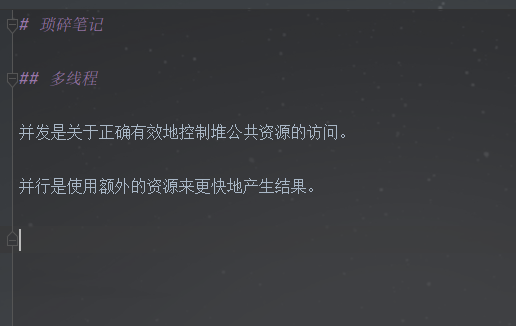 # 琐碎笔记
## 多线程
并发是关于正确有效地控制堆公共资源的访问。
并行是使用额外的资源来更快地产生结果。